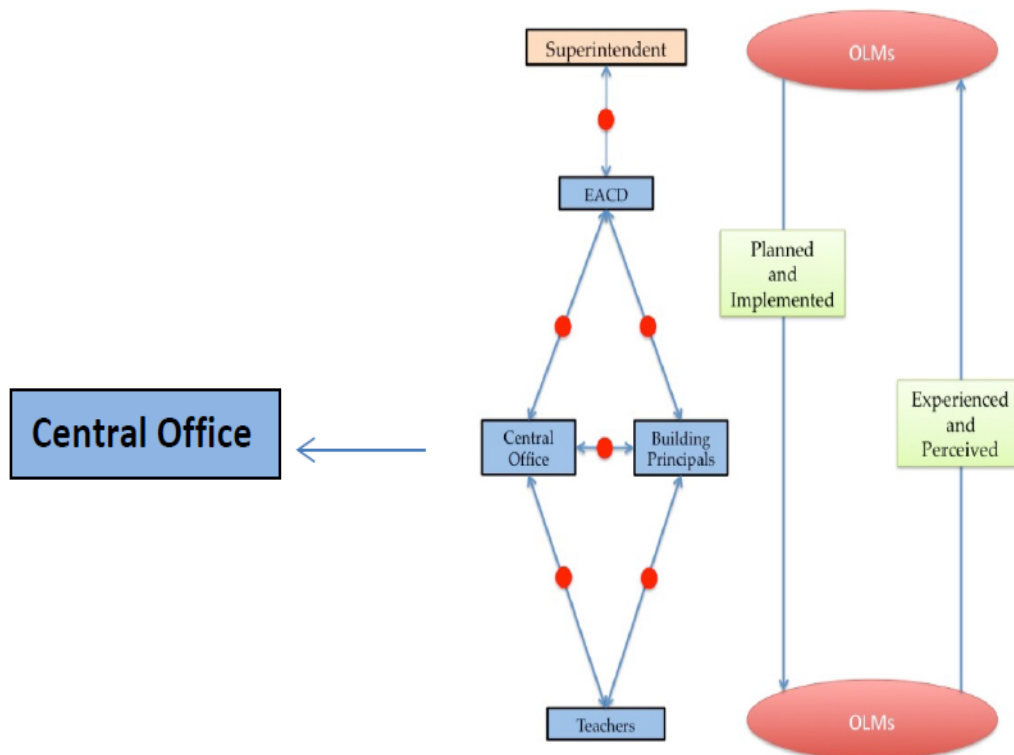 Superintendent
OLMs
EACD
Planned
and
Implemented
Central Office
Central
Office
Building
Principals
Experienced
and
Perceived
Teachers
OLMs